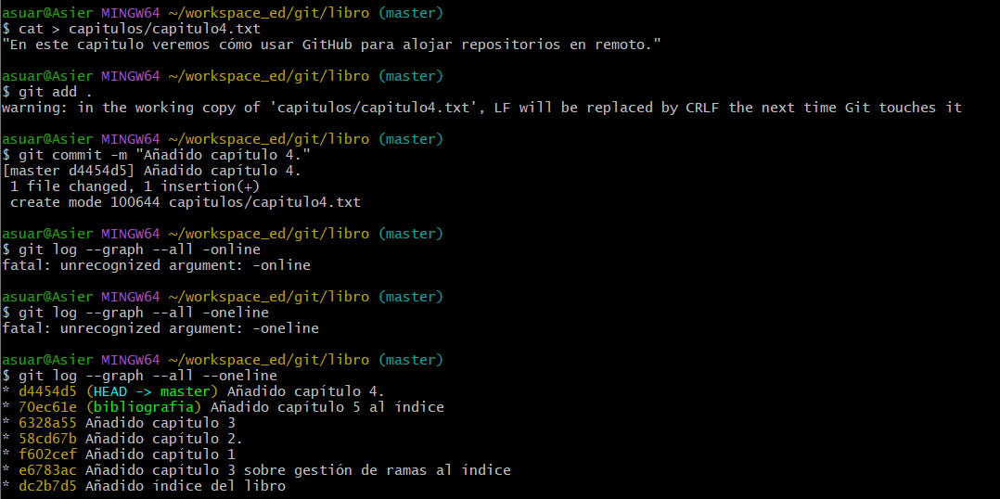 asuar@Asier MINGW64 ~/workspace_ed/git/libro (master)
$ cat > capitulos/capitulo4.txt
"En este capitulo veremos cómo usar GitHub para alojar repositorios en remoto."

asuar@Asier MINGW64 ~/workspace_ed/git/libro (master)
$ git add .
warning: in the working copy of 'capitulos/capitulo4.txt', LF will be replaced by CRLF the next time Git touches it

asuar@Asier MINGW64 ~/workspace_ed/git/libro (master)
$ git commit -m "Añadido capítulo 4."
[master d4454d5] Añadido capítulo 4.
 1 file changed, 1 insertion(+)
 create mode 100644 capitulos/capitulo4.txt

asuar@Asier MINGW64 ~/workspace_ed/git/libro (master)
$ git log --graph --all -online
fatal: unrecognized argument: -online

asuar@Asier MINGW64 ~/workspace_ed/git/libro (master)
$ git log --graph --all -oneline
fatal: unrecognized argument: -oneline

asuar@Asier MINGW64 ~/workspace_ed/git/libro (master)
$ git log --graph --all --oneline
* d4454d5 (HEAD -> master) Añadido capítulo 4.
* 70ec61e (bibliografia) Añadido capítulo 5 al índice
* 6328a55 Añadido capitulo 3
* 58cd67b Añadido capítulo 2.
* f602cef Añadido capitulo 1
* e6783ac Añadido capítulo 3 sobre gestión de ramas al índice
* dc2b7d5 Añadido índice del libro